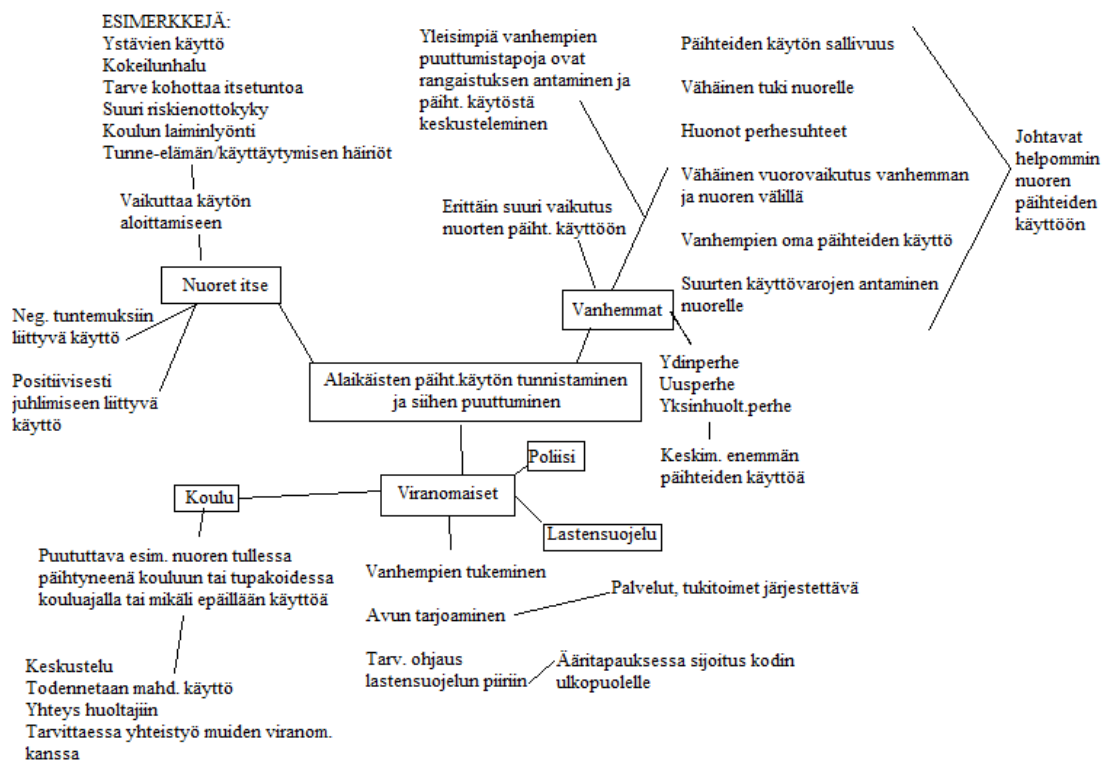 ESIMERKKEJÄ:
Ystävien käyttö
Kokeilunhalu
Tarve kohottaa itsetuntoa
Suuri riskienottokyky
Koulun laiminlyönti
Tunne-elämän/käyttäytymisen häiriöt
Vaikuttaa käytön
aloittamiseen
Nuoret itse
Neg. tuntemuksiin
liittyvä käyttö
Positiivisesti
juhlimiseen liittyvä
käyttö
Yleisimpiä vanhempien
puuttumistapoja ovat
rangaistuksen antaminen ja
päiht. käytöstä
keskusteleminen
Erittäin suuri vaikutus
nuorten päiht. käyttöön
Vanhemmat
Päihteiden käytön sallivuus
Vähäinen tuki nuorelle
Huonot perhesuhteet
Vähäinen vuorovaikutus vanhemman
ja nuoren välillä
Vanhempien oma päihteiden käyttö
Suurten käyttövarojen antaminen
nuorelle
Johtavat
helpommin
nuoren
päihteiden
käyttöön
Ydinperhe
Uusperhe
Yksinhuolt.perhe
Keskim. enemmän
päihteiden käyttöä
Alaikäisten päiht.käytön tunnistaminen
ja siihen puuttuminen
Poliisi
Viranomaiset
Koulu
Lastensuojelu
Puututtava esim. nuoren tullessa
päihtyneenä kouluun tai tupakoidessa
kouluajalla tai mikäli epäillään käyttöä
Keskustelu
Todennetaan mahd. käyttö
Yhteys huoltajiin
Tarvittaessa yhteistyö muiden viranom.
kanssa
Vanhempien tukeminen
Avun tarjoaminen
Palvelut, tukitoimet järjestettävä
Tarv. ohjaus
lastensuojelun piiriin
Ääritapauksessa sijoitus kodin
ulkopuolelle